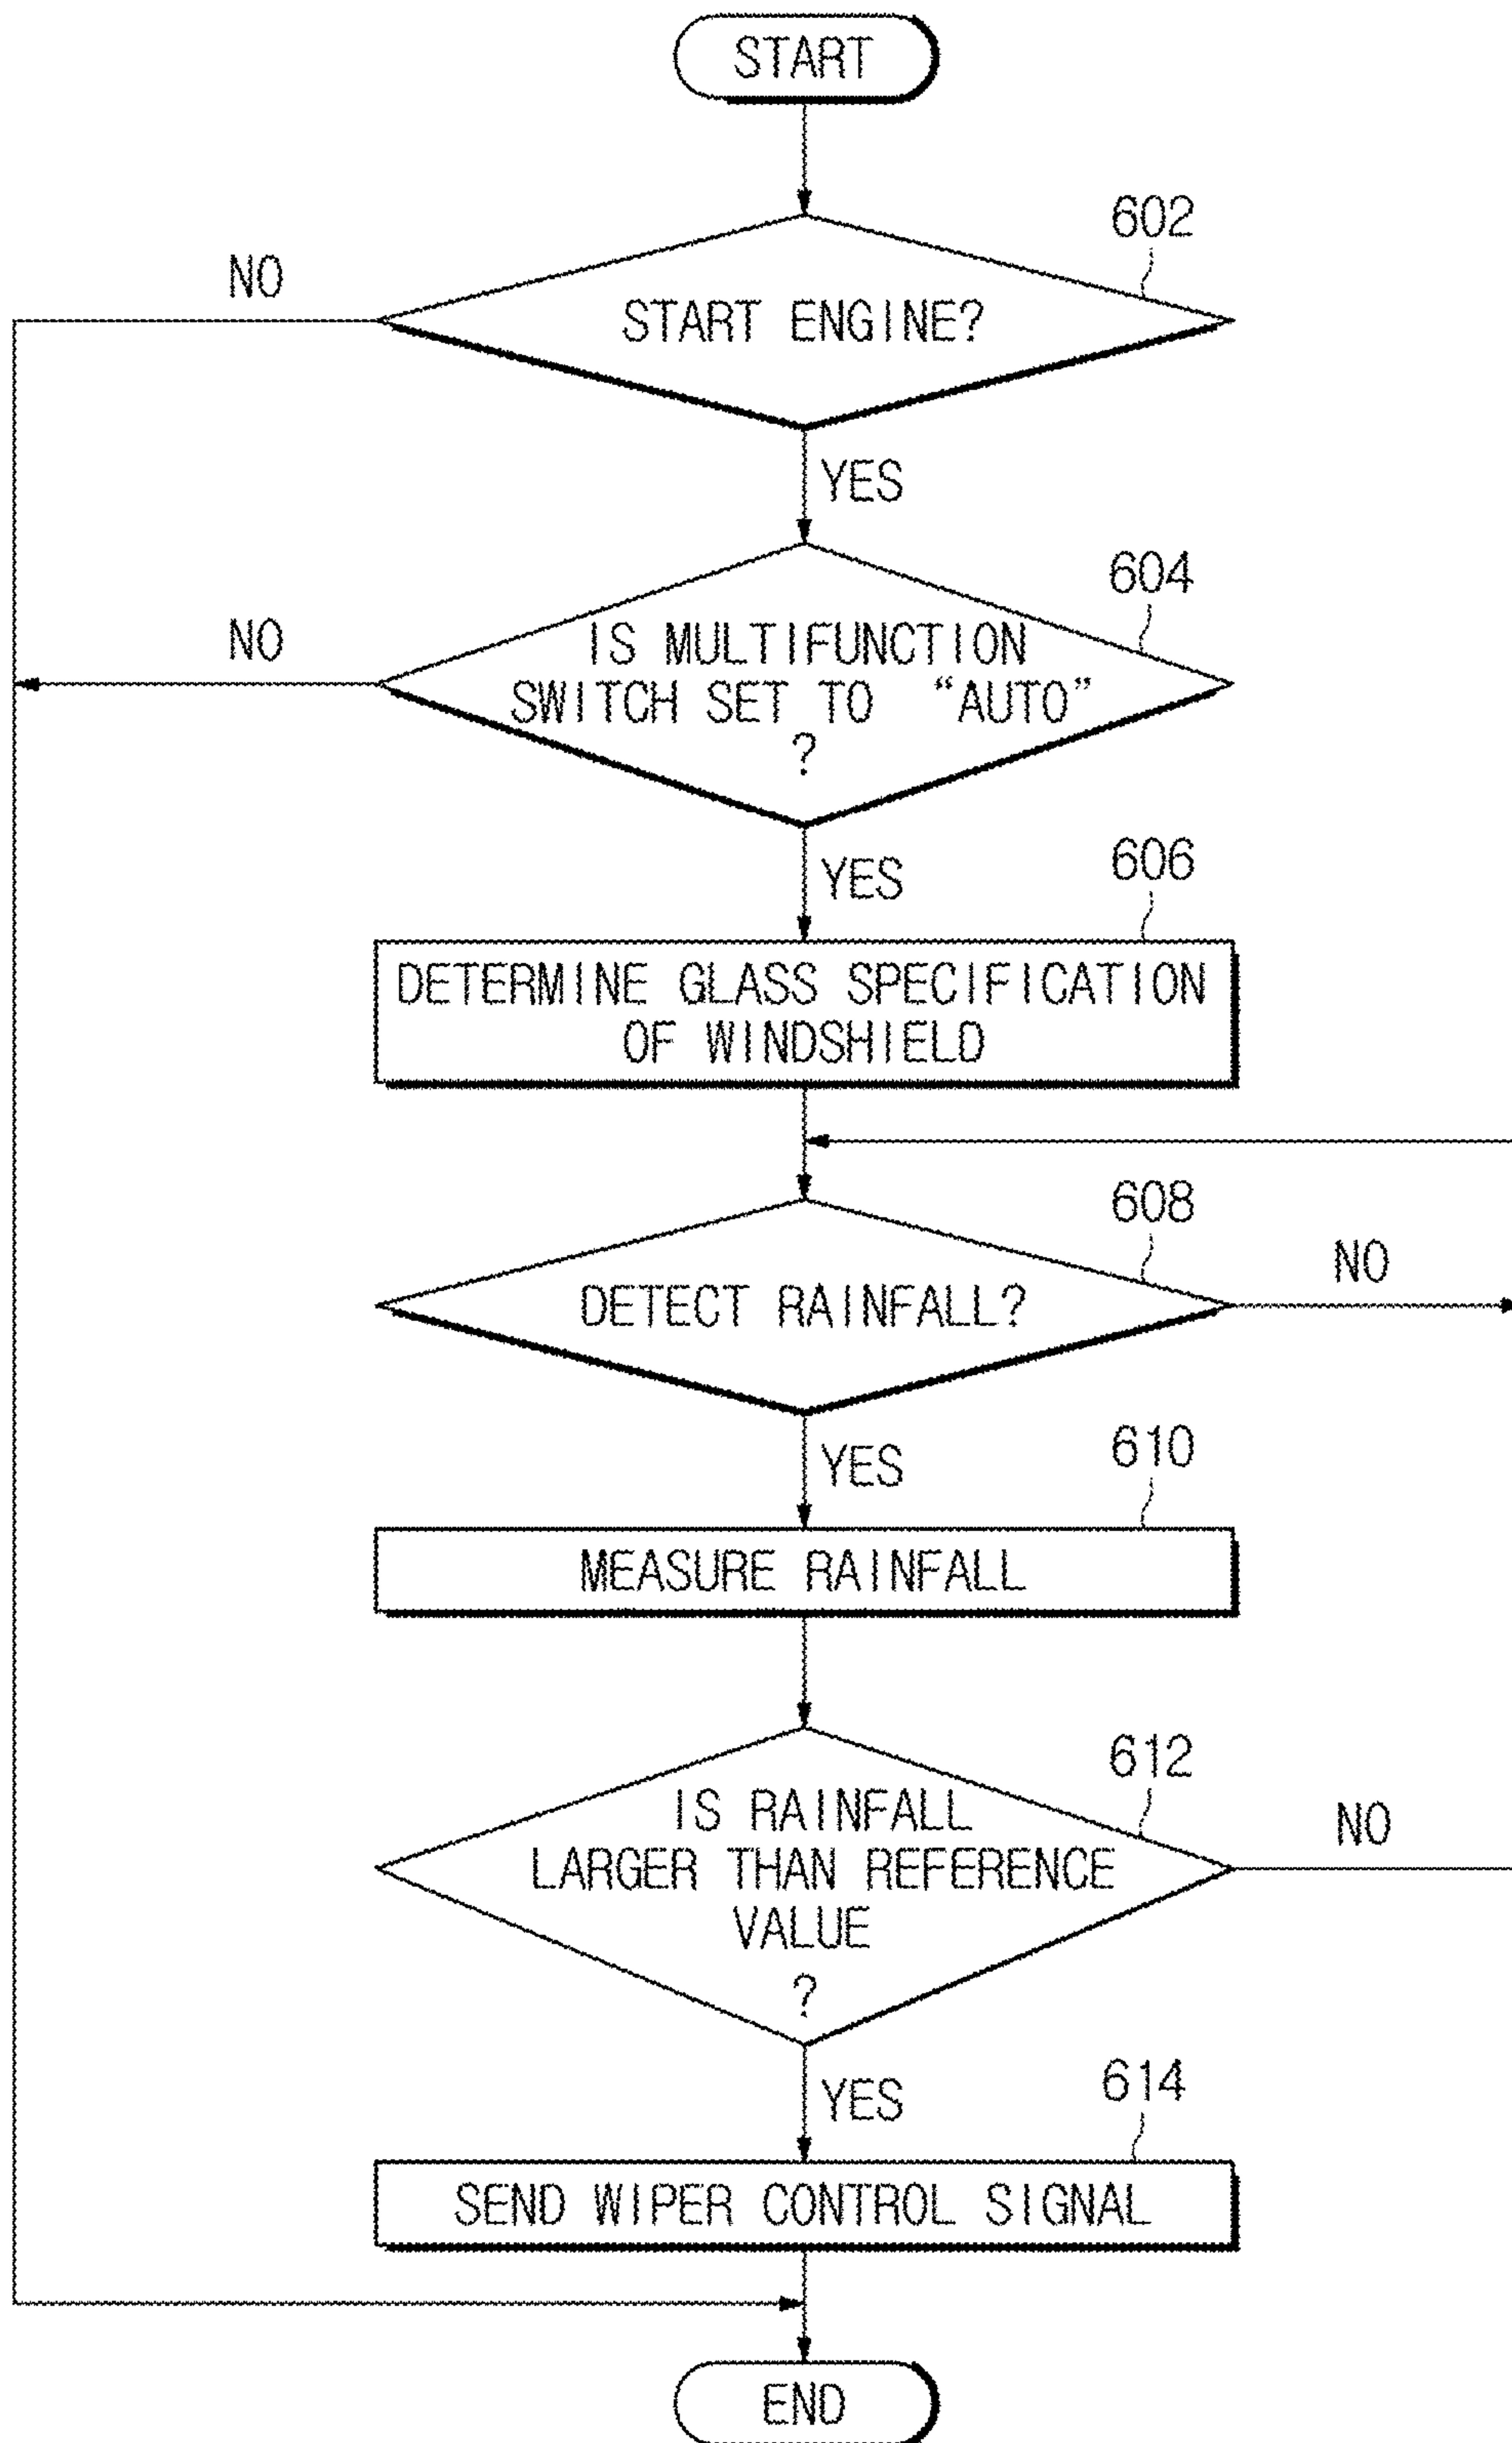 START
602
NO
START ENGINE?
YES
604
NO
IS MULTIFUNCTION
SWITCH SET TO “AUTO”
?
YES
606
DETERMINE GLASS SPECIFICATION
OF WINDSHIELD
608
NO
DETECT RAINFALL?
YES
610
MEASURE RAINFALL
612
IS RAINFALL
NO
LARGER THAN REFERENCE
VALUE
?
YES
614
SEND WIPER CONTROL SIGNAL
END